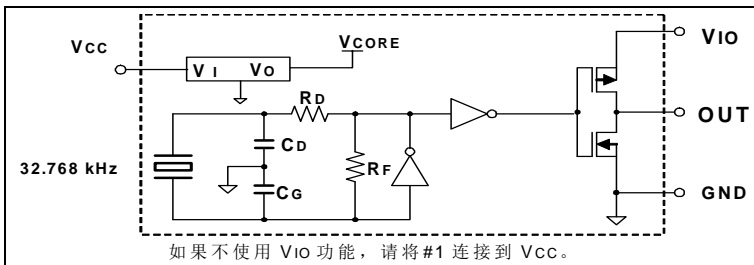 VCC
VI VO
VCORE
VIO
RD
OUT
CD
32.768 kHz
RF
CG
GND
如果不使用 VIO 功能，请将#1 连接到 VCC。